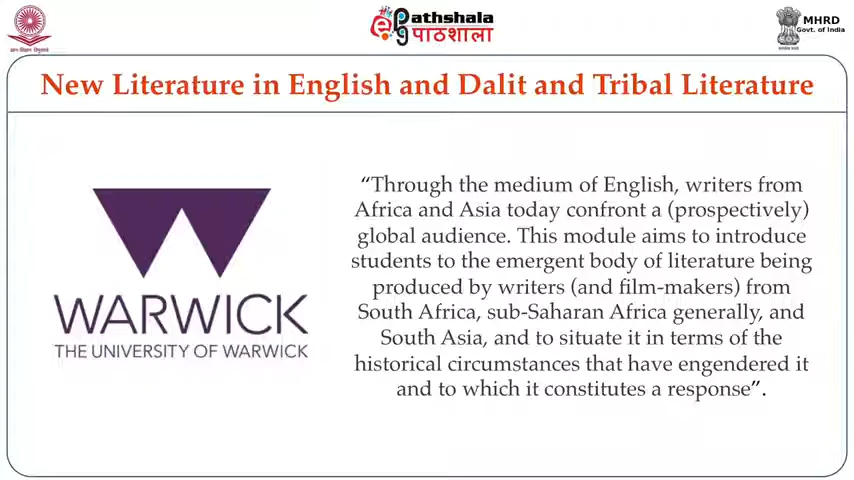 ePathshala
पाठशाला
MHRD
Govt. of India
New Literature in English and Dalit and Tribal Literature
“Through the medium of English, writers from
Africa and Asia today confront a (prospectively)
global audience. This module aims to introduce
students to the emergent body of literature being
produced by writers (and film-makers) from
South Africa, sub-Saharan Africa generally, and
South Asia, and to situate it in terms of the
historical circumstances that have engendered it
and to which it constitutes a response”.
WARWICK
THE UNIVERSITY OF WARWICK